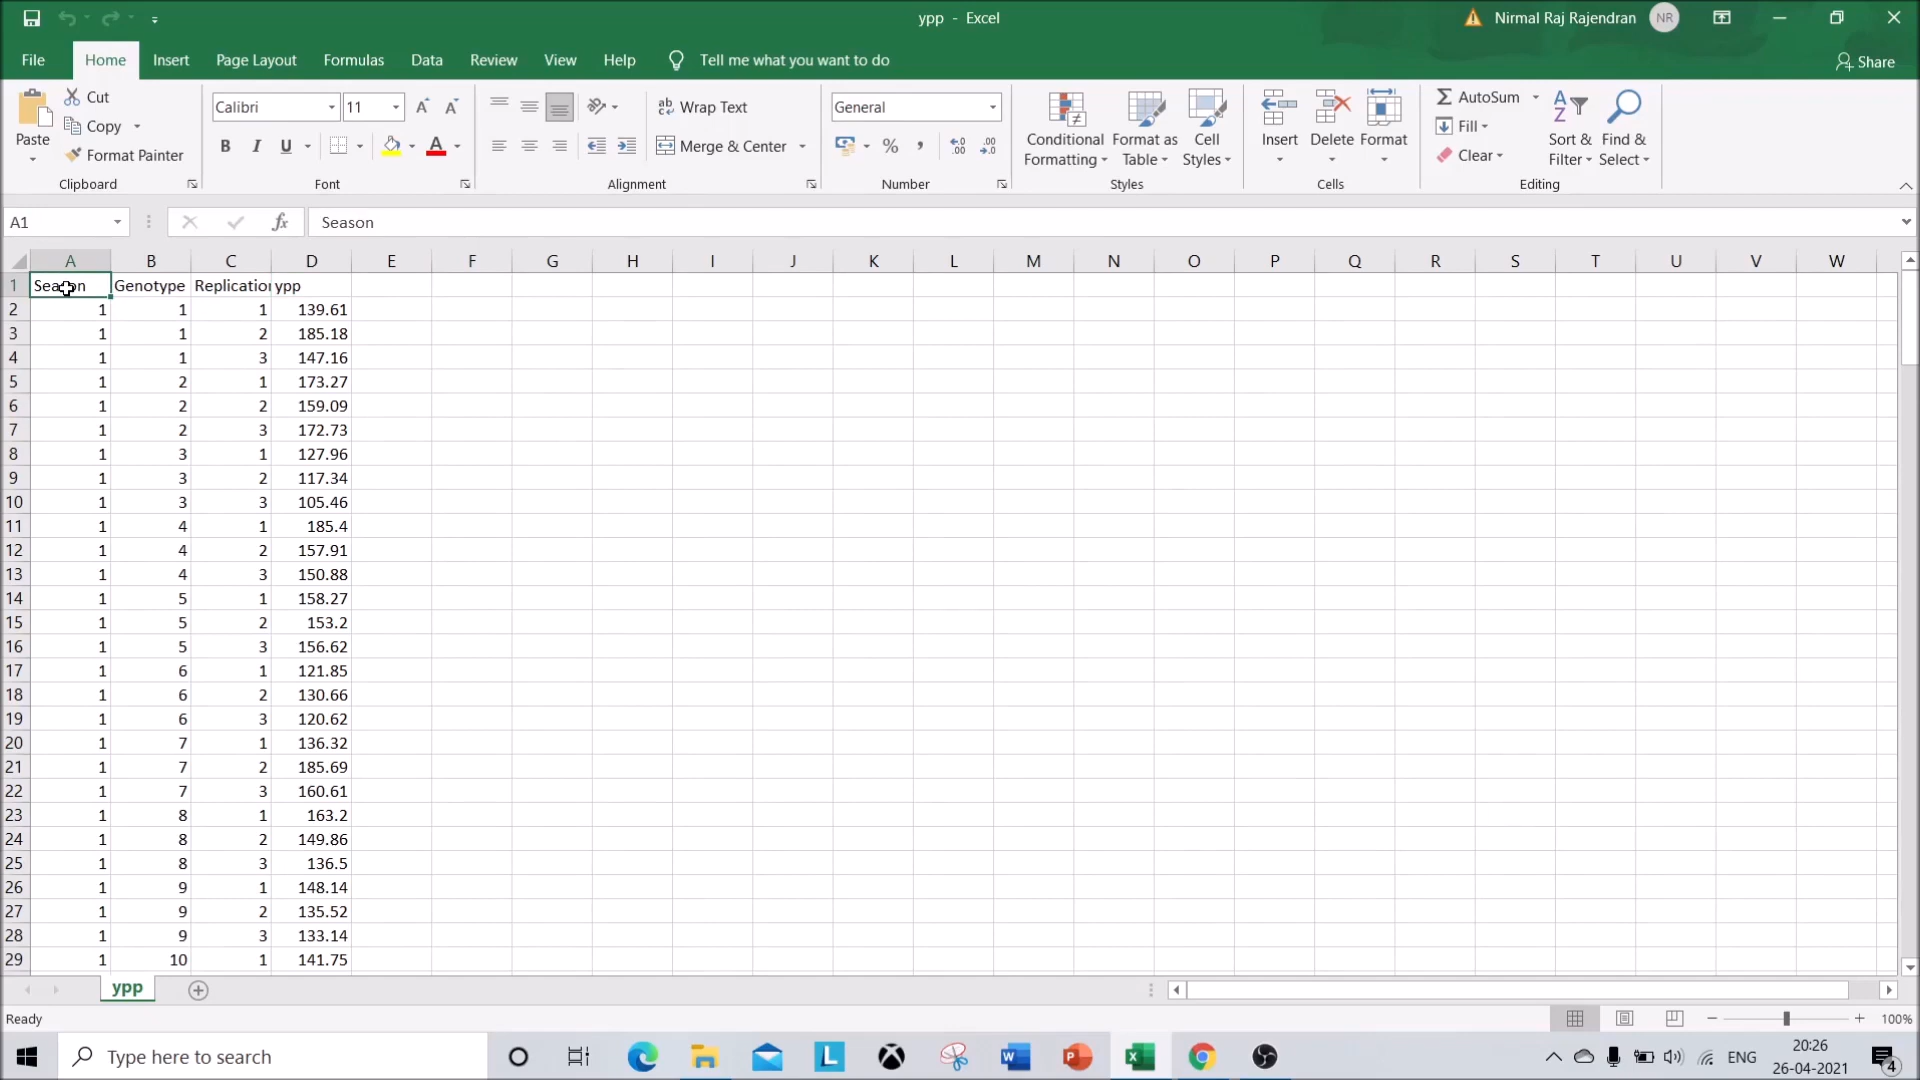 ypp - Excel
Nirmal Raj Rajendran
NR
File Home Insert Page Layout Formulas Data Review View Help Tell me what you want to do
Share
Paste
Cut
Copy
Format Painter
Clipboard
Calibri 11
A A
B I U A
Font
ab Wrap Text
Merge & Center
Alignment
General
% ,
Number
Conditional Formatting
Format as Table
Cell Styles
Styles
Insert
Delete
Format
Cells
AutoSum
Fill
Clear
Sort & Filter
Find & Select
Editing
A1 fx Season
A B C D E F G H I J K L M N O P Q R S T U V W
1 Season Genotype Replication ypp
2 1 1 1 139.61
3 1 1 2 185.18
4 1 1 3 147.16
5 1 2 1 173.27
6 1 2 2 159.09
7 1 2 3 172.73
8 1 3 1 127.96
9 1 3 2 117.34
10 1 3 3 105.46
11 1 4 1 185.4
12 1 4 2 157.91
13 1 4 3 150.88
14 1 5 1 158.27
15 1 5 2 153.2
16 1 5 3 156.62
17 1 6 1 121.85
18 1 6 2 130.66
19 1 6 3 120.62
20 1 7 1 136.32
21 1 7 2 185.69
22 1 7 3 160.61
23 1 8 1 163.2
24 1 8 2 149.86
25 1 8 3 136.5
26 1 9 1 148.14
27 1 9 2 135.52
28 1 9 3 133.14
29 1 10 1 141.75
ypp
Ready
100%
Type here to search
ENG
20:26
26-04-2021
4